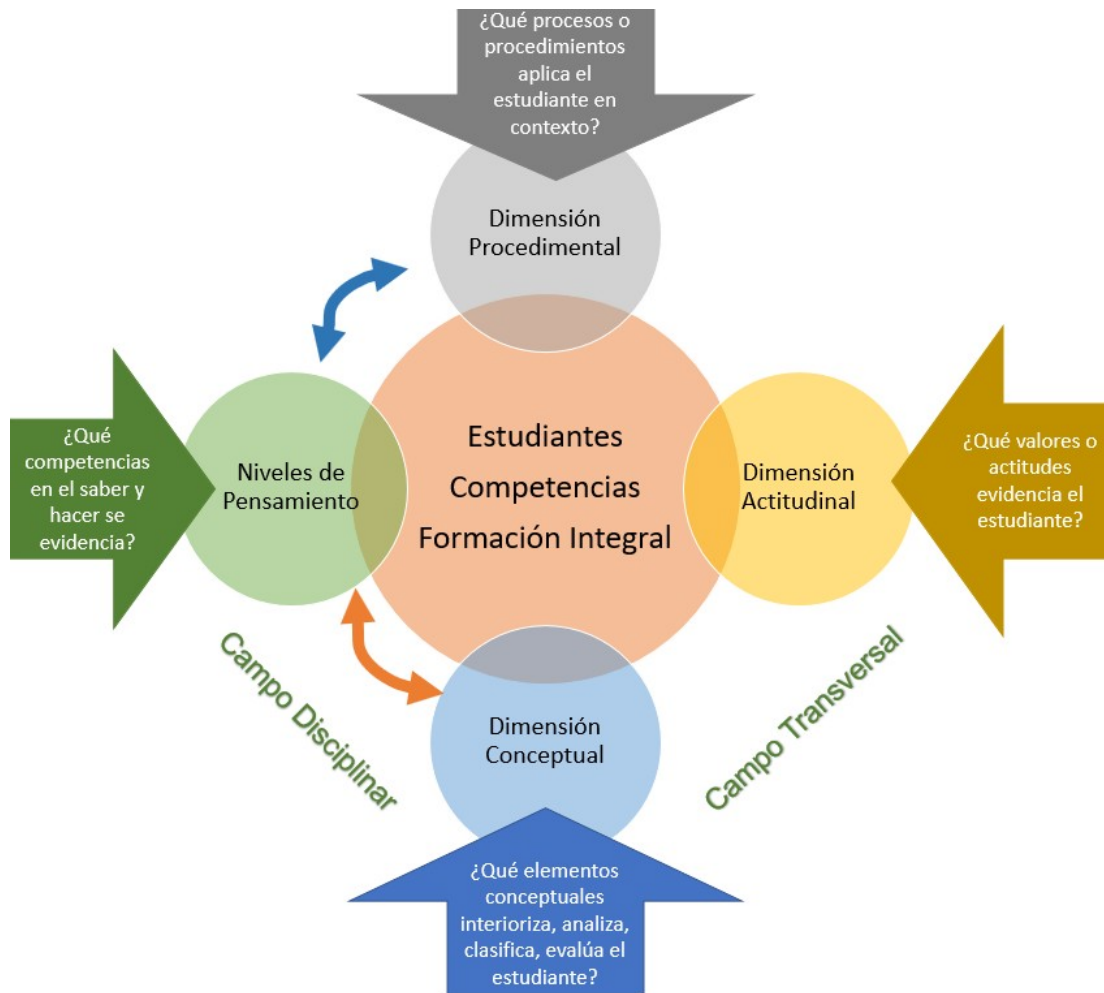 ¿Qué procesos o
procedimientos
aplica el
estudiante en
contexto?
Dimensión
Procedimental
¿Qué
competencias
en el saber y
hacer se
evidencia?
Niveles de
Pensamiento
Estudiantes
Competencias
Formación Integral
Dimensión
Actitudinal
¿Qué valores o
actitudes
evidencia el
estudiante?
Campo Disciplinar
Dimensión
Conceptual
Campo Transversal
¿Qué elementos
conceptuales
interioriza, analiza,
clasifica, evalúa el
estudiante?